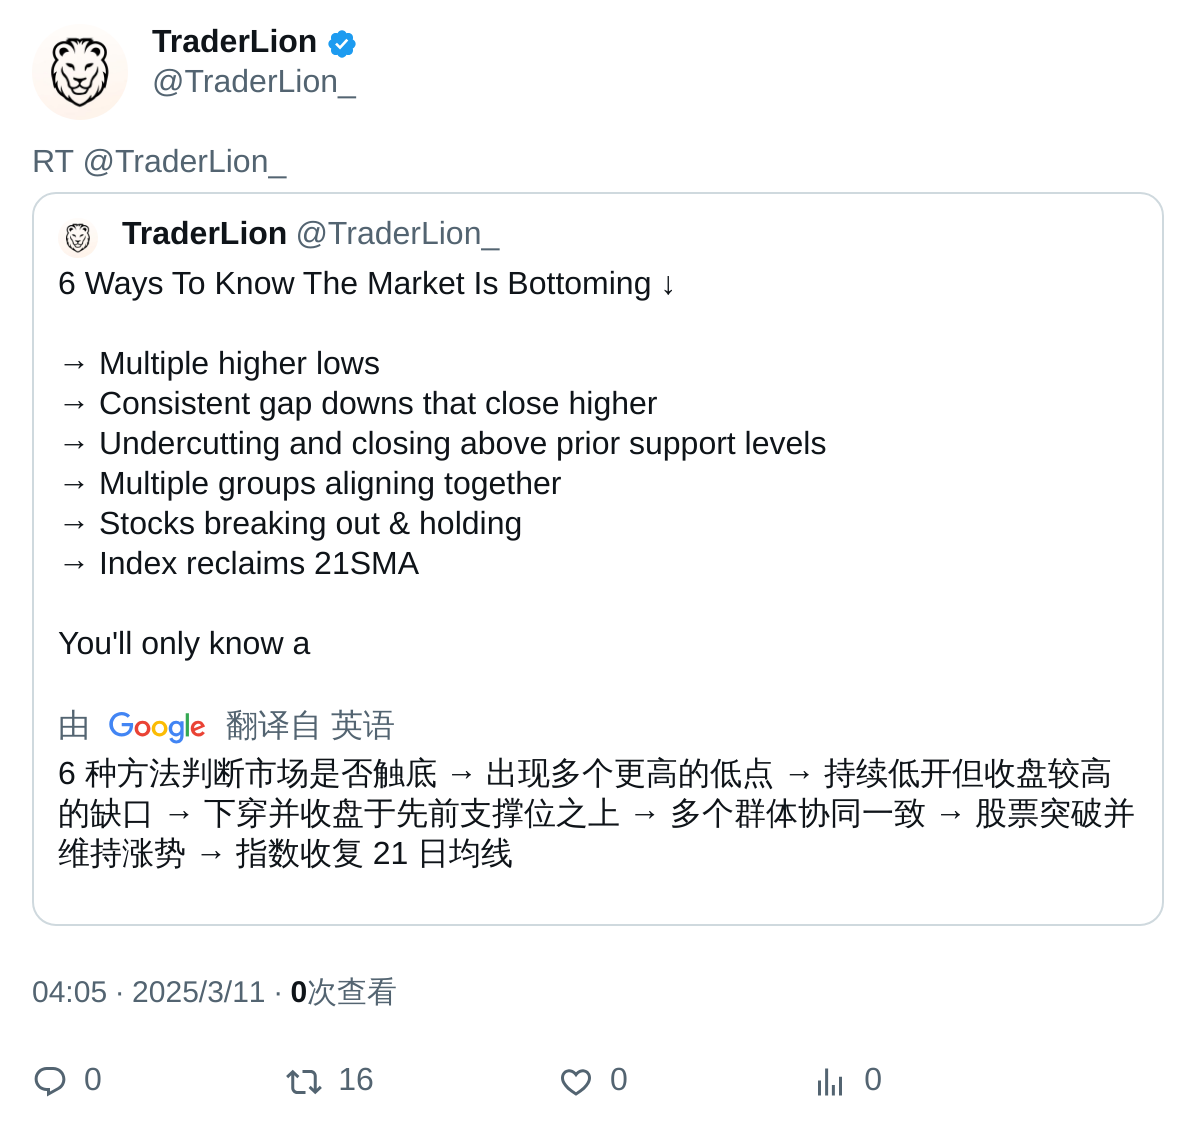 TraderLion
@TraderLion_
RT @TraderLion_
TraderLion @TraderLion_
6 Ways To Know The Market Is Bottoming ↓
→ Multiple higher lows
→ Consistent gap downs that close higher
→ Undercutting and closing above prior support levels
→ Multiple groups aligning together
→ Stocks breaking out & holding
→ Index reclaims 21SMA
You'll only know a
由 Google 翻译自 英语
6 种方法判断市场是否触底 → 出现多个更高的低点 → 持续低开但收盘较高
的缺口 → 下穿并收盘于先前支撑位之上 → 多个群体协同一致 → 股票突破并
维持涨势 → 指数收复 21 日均线
04:05 · 2025/3/11 · 0次查看
0 16 0 0